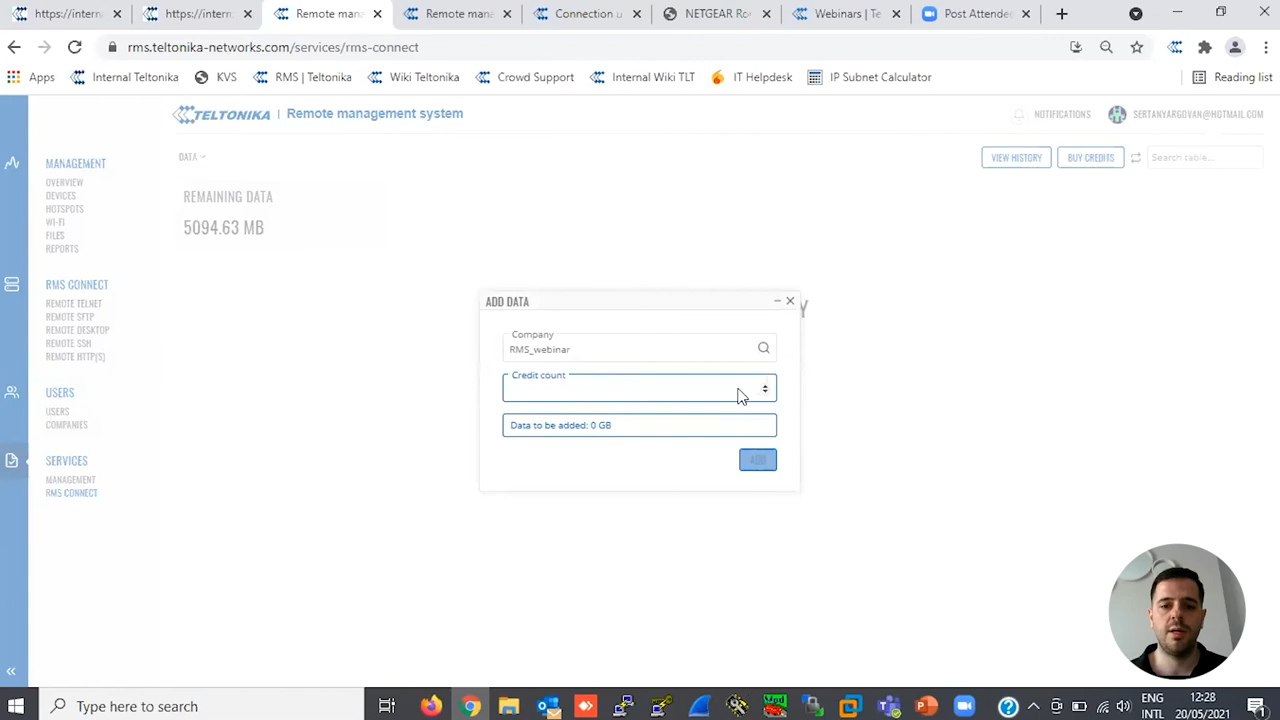 https://intern
https://intern
Remote mana
Remote mana
Connection u
NETGEAR Ro
Webinars | Te
Post Attende
rms.teltonika-networks.com/services/rms-connect
Apps
Internal Teltonika
KVS
RMS | Teltonika
Wiki Teltonika
Crowd Support
Internal Wiki TLT
IT Helpdesk
IP Subnet Calculator
Reading list
TELTONIKA | Remote management system
NOTIFICATIONS
SERTANYARGOVAN@HOTMAIL.COM
DATA
VIEW HISTORY
BUY CREDITS
Search table...
REMAINING DATA
5094.63 MB
MANAGEMENT
OVERVIEW
DEVICES
HOTSPOTS
WI-FI
FILES
REPORTS
RMS CONNECT
REMOTE TELNET
REMOTE SFTP
REMOTE DESKTOP
REMOTE SSH
REMOTE HTTP(S)
USERS
USERS
COMPANIES
SERVICES
MANAGEMENT
RMS CONNECT
ADD DATA
Company
RMS_webinar
Credit count
Data to be added: 0 GB
ADD
Y
Type here to search
ENG
INTL
12:28
20/05/2021